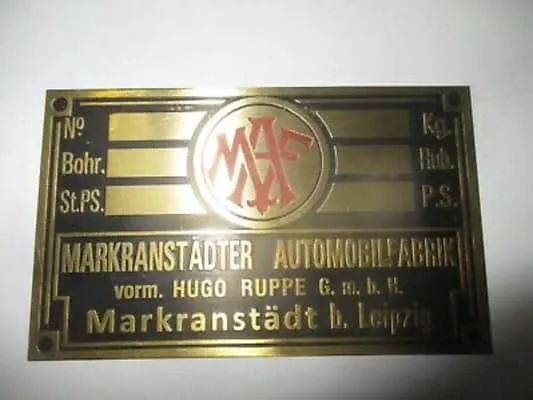 MAF
Nº Kg.
Bohr. Hub.
St.PS. P.S.
MARKRANSTÄDTER AUTOMOBILFABRIK
vorm. HUGO RUPPE G.m.b.H.
Markranstädt b. Leipzig